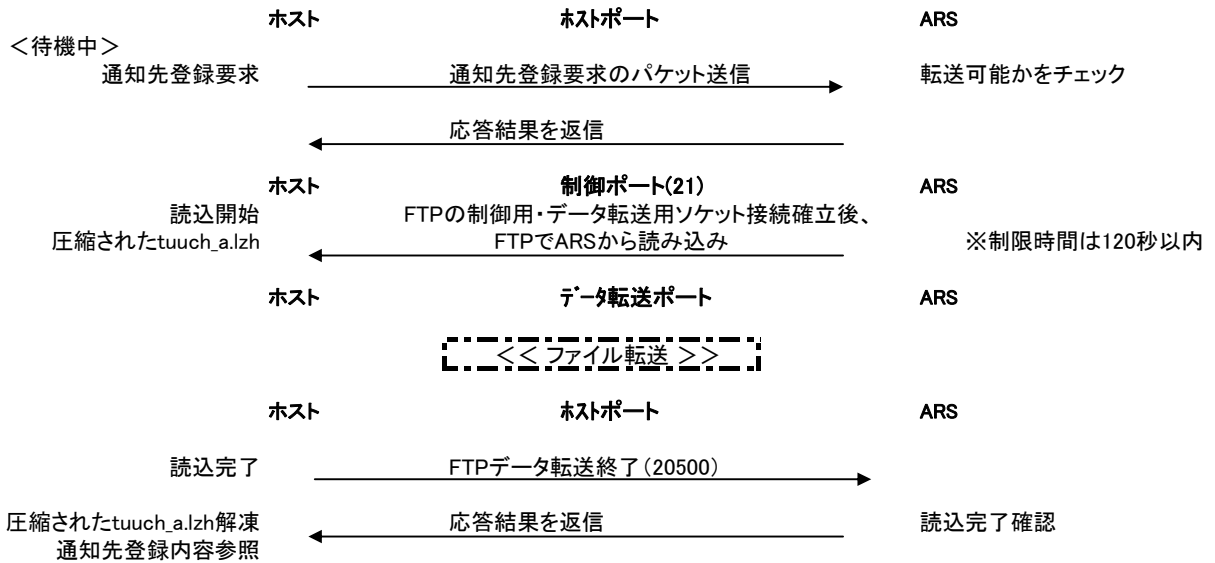 ホスト ホストポート ARS
<待機中>
通知先登録要求 通知先登録要求のパケット送信 転送可能かをチェック
応答結果を返信
ホスト 制御ポート(21) ARS
読込開始 FTPの制御用・データ転送用ソケット接続確立後、
圧縮されたtuuch_a.lzh FTPでARSから読み込み ※制限時間は120秒以内
ホスト データ転送ポート ARS
<< ファイル転送 >>
ホスト ホストポート ARS
読込完了 FTPデータ転送終了(20500)
圧縮されたtuuch_a.lzh解凍 応答結果を返信 読込完了確認
通知先登録内容参照